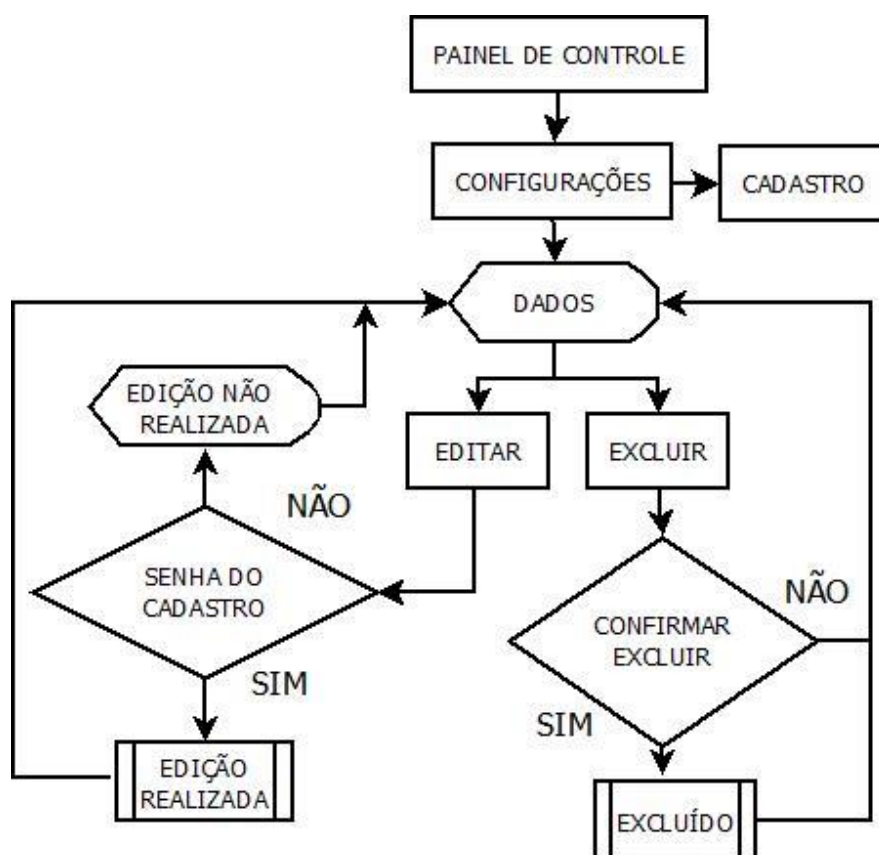 PAINEL DE CONTROLE
CONFIGURAÇÕES
CADASTRO
DADOS
EDIÇÃO NÃO
REALIZADA
EDITAR
EXCLUIR
NÃO
SENHA DO
CADASTRO
SIM
NÃO
CONFIRMAR
EXCLUIR
SIM
EDIÇÃO
REALIZADA
EXCLUÍDO